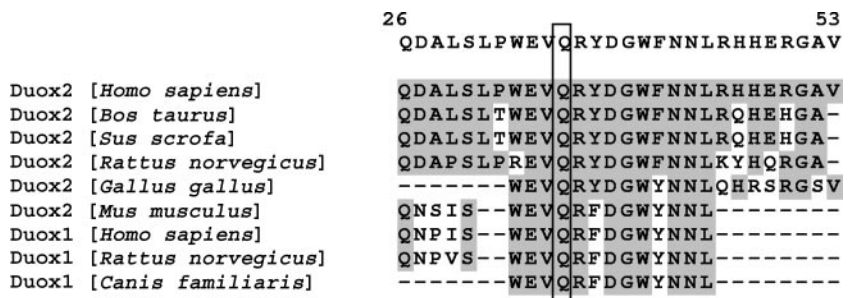 26 53
QDALSLPWEVQRYDGWFNNLRHHERGAV
Duox2 [Homo sapiens] QDALSLPWEVQRYDGWFNNLRHHERGAV
Duox2 [Bos taurus] QDALSLTWEVQRYDGWFNNLRQHEHGA-
Duox2 [Sus scrofa] QDALSLTWEVQRYDGWFNNLRQHEHGA-
Duox2 [Rattus norvegicus] QDAPSLPREVQRYDGWFNNLKYHQRGA-
Duox2 [Gallus gallus] -------WEVQRYDGWYNNLQHRSRGSV
Duox2 [Mus musculus] QNSIS--WEVQRFDGWYNNL--------
Duox1 [Homo sapiens] QNPIS--WEVQRFDGWYNNL--------
Duox1 [Rattus norvegicus] QNPVS--WEVQRFDGWYNNL--------
Duox1 [Canis familiaris] -------WEVQRFDGWYNNL--------